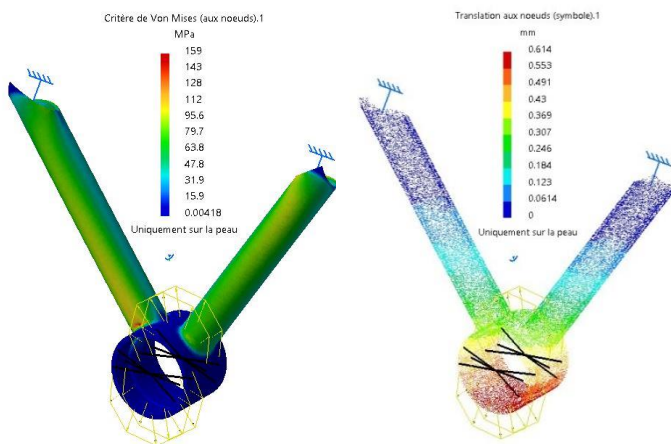 Critère de Von Mises (aux noeuds).1
MPa
159
143
128
112
95.6
79.7
63.8
47.8
31.9
15.9
0.00418
Uniquement sur la peau
y
Translation aux noeuds (symbole).1
mm
0.614
0.553
0.491
0.43
0.369
0.307
0.246
0.184
0.123
0.0614
0
Uniquement sur la peau
y